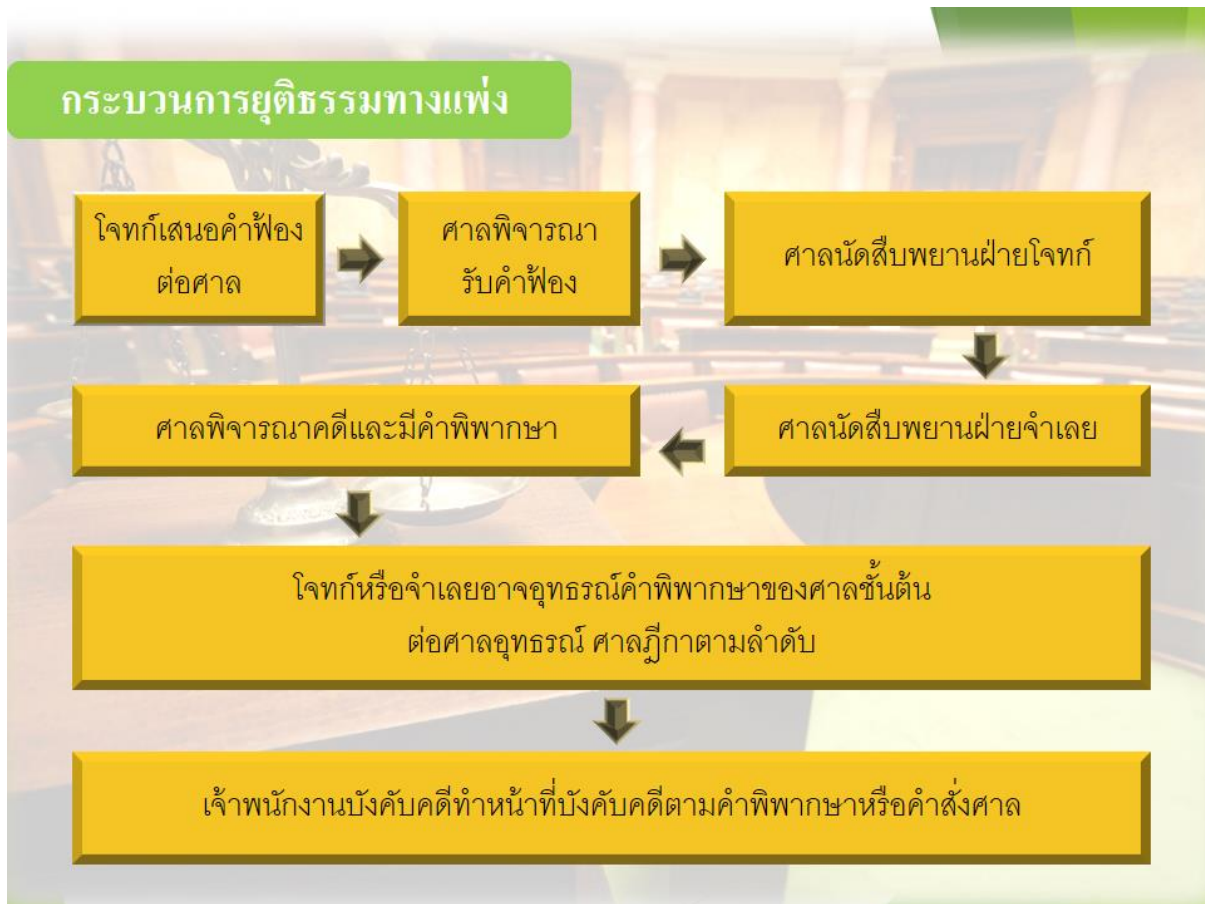 กระบวนการยุติธรรมทางแพ่ง
โจทก์เสนอคำฟ้อง
ต่อศาล
ศาลพิจารณา
รับคำฟ้อง
ศาลนัดสืบพยานฝ่ายโจทก์
ศาลนัดสืบพยานฝ่ายจำเลย
ศาลพิจารณาคดีและมีคำพิพากษา
โจทก์หรือจำเลยอาจอุทธรณ์คำพิพากษาของศาลชั้นต้น
ต่อศาลอุทธรณ์ ศาลฎีกาตามลำดับ
เจ้าพนักงานบังคับคดีทำหน้าที่บังคับคดีตามคำพิพากษาหรือคำสั่งศาล